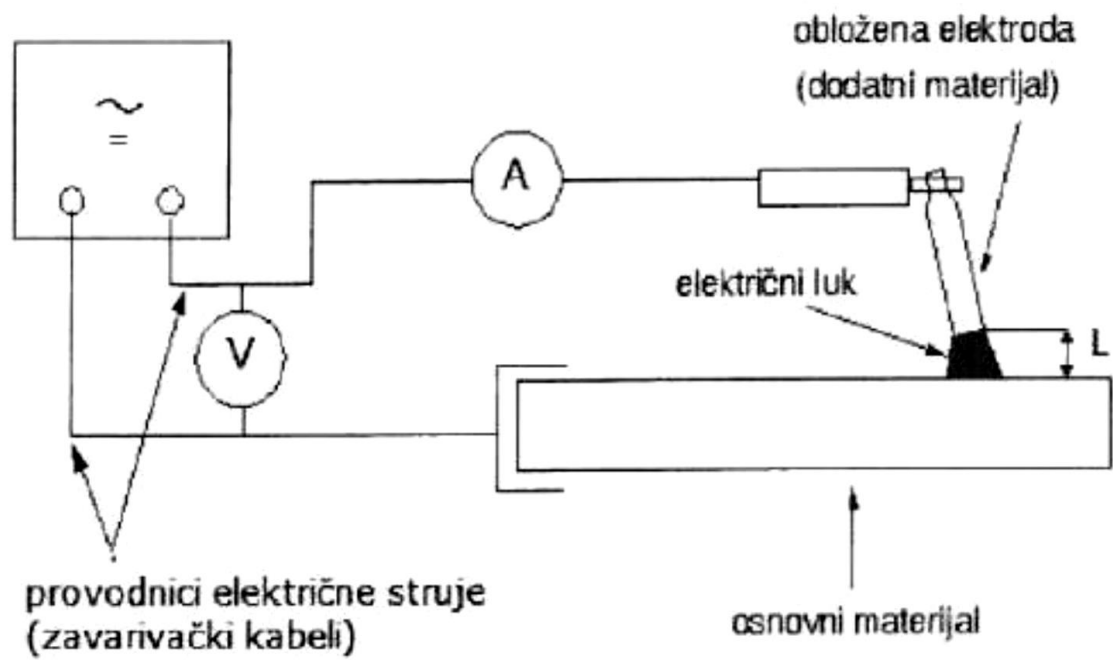 obložena elektroda
(dodatni materijal)
~
=
A
električni luk
V
L
provodnici električne struje
(zavarivački kabeli)
osnovni materijal